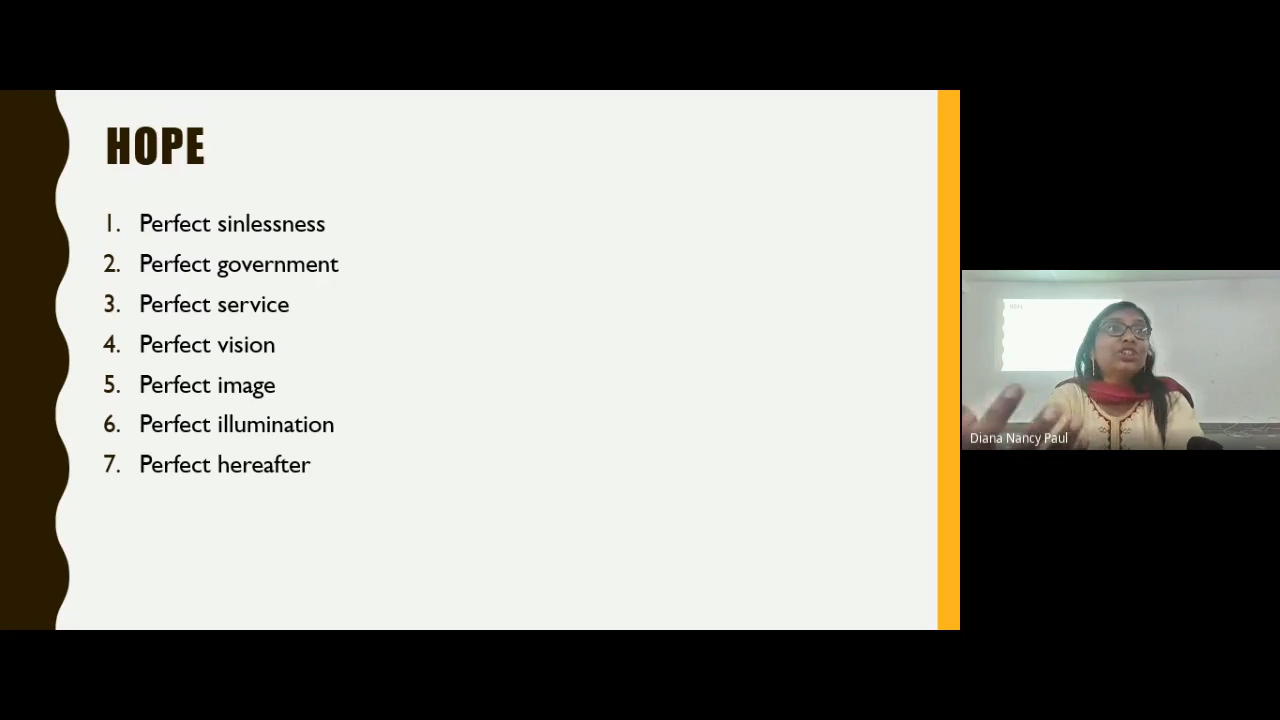 HOPE
1. Perfect sinlessness
2. Perfect government
3. Perfect service
4. Perfect vision
5. Perfect image
6. Perfect illumination
7. Perfect hereafter
HOPE
Diana Nancy Paul